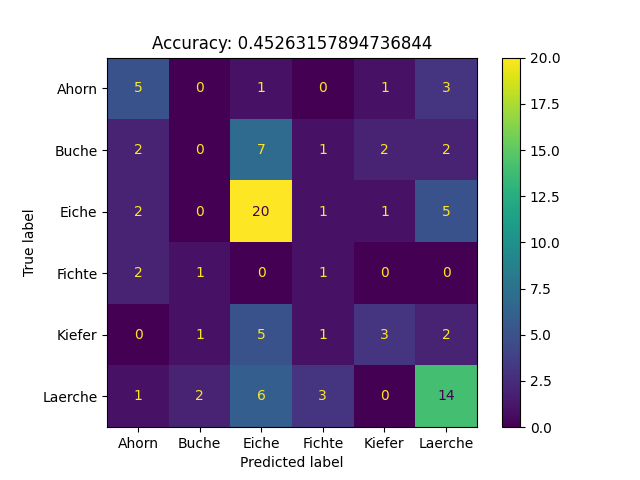 Accuracy: 0.45263157894736844
True label
Ahorn 5 0 1 0 1 3
Buche 2 0 7 1 2 2
Eiche 2 0 20 1 1 5
Fichte 2 1 0 1 0 0
Kiefer 0 1 5 1 3 2
Laerche 1 2 6 3 0 14
Ahorn Buche Eiche Fichte Kiefer Laerche
Predicted label
20.0
17.5
15.0
12.5
10.0
7.5
5.0
2.5
0.0